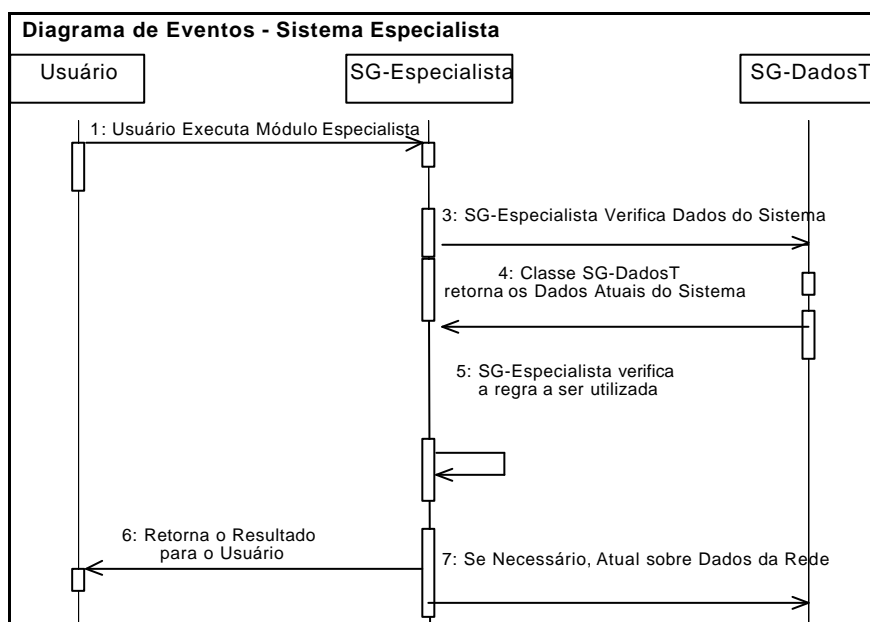 Diagrama de Eventos - Sistema Especialista
Usuário
SG-Especialista
SG-DadosT
1: Usuário Executa Módulo Especialista
3: SG-Especialista Verifica Dados do Sistema
4: Classe SG-DadosT
retorna os Dados Atuais do Sistema
5: SG-Especialista verifica
a regra a ser utilizada
6: Retorna o Resultado
para o Usuário
7: Se Necessário, Atual sobre Dados da Rede